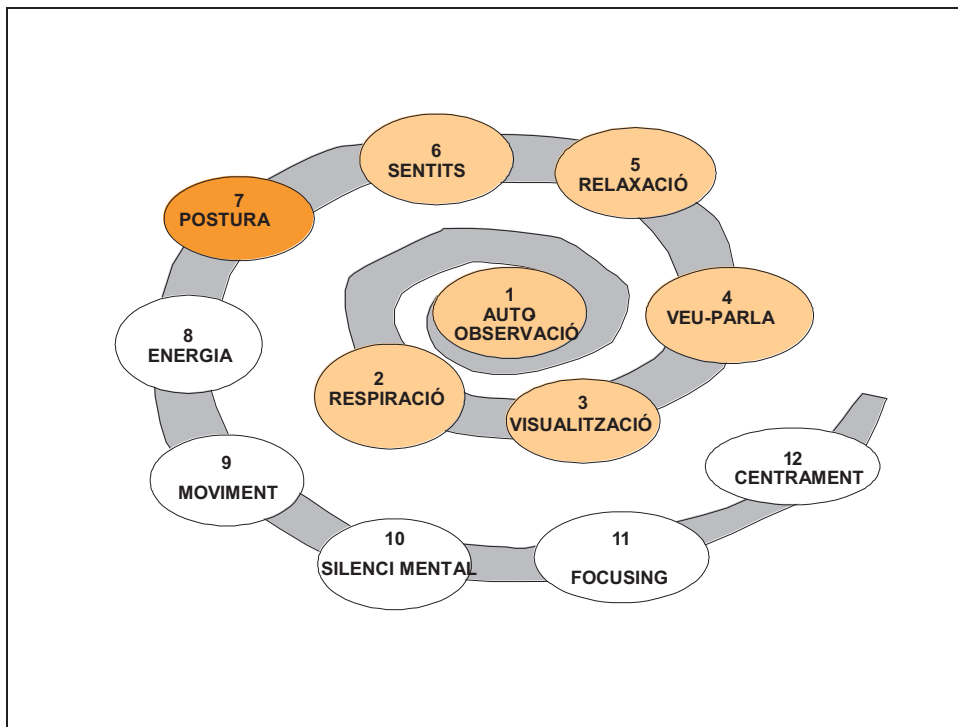 1
AUTO
OBSERVACIÓ
2
RESPIRACIÓ
3
VISUALITZACIÓ
4
VEU-PARLA
5
RELAXACIÓ
6
SENTITS
7
POSTURA
8
ENERGIA
9
MOVIMENT
10
SILENCI MENTAL
11
FOCUSING
12
CENTRAMENT